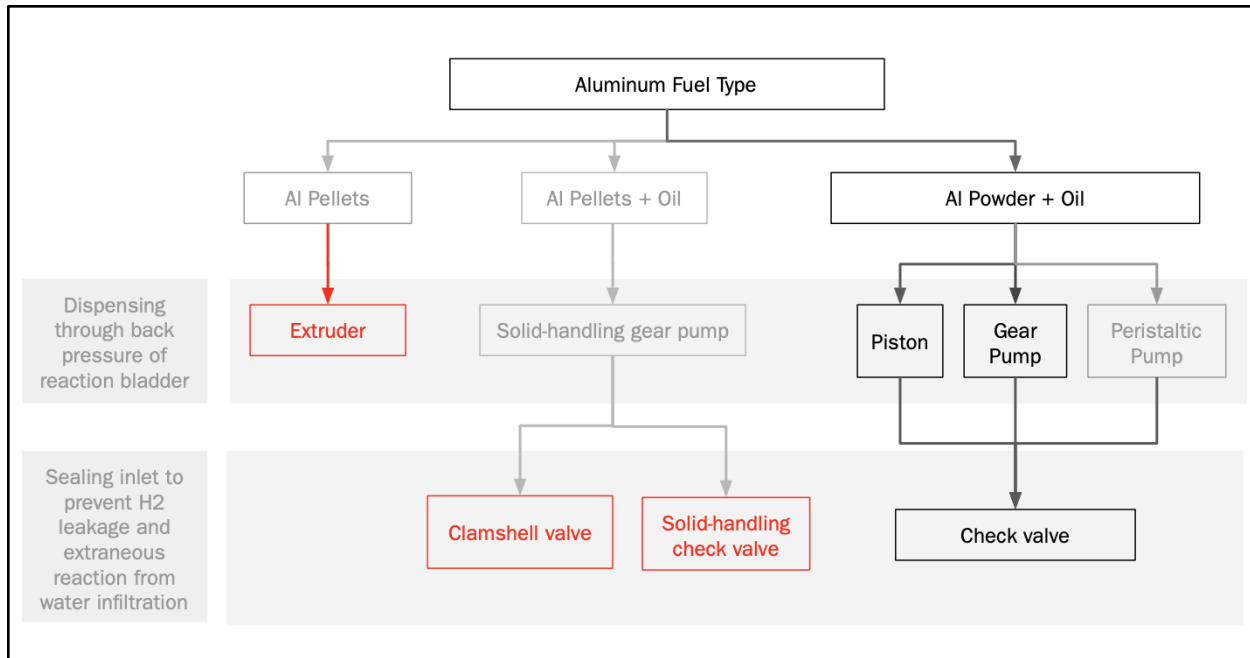 Aluminum Fuel Type
Al Pellets
Al Pellets + Oil
Al Powder + Oil
Dispensing
through back
pressure of
reaction bladder
Extruder
Solid-handling gear pump
Piston
Gear
Pump
Peristaltic
Pump
Sealing inlet to
prevent H2
leakage and
extraneous
reaction from
water infiltration
Clamshell valve
Solid-handling
check valve
Check valve